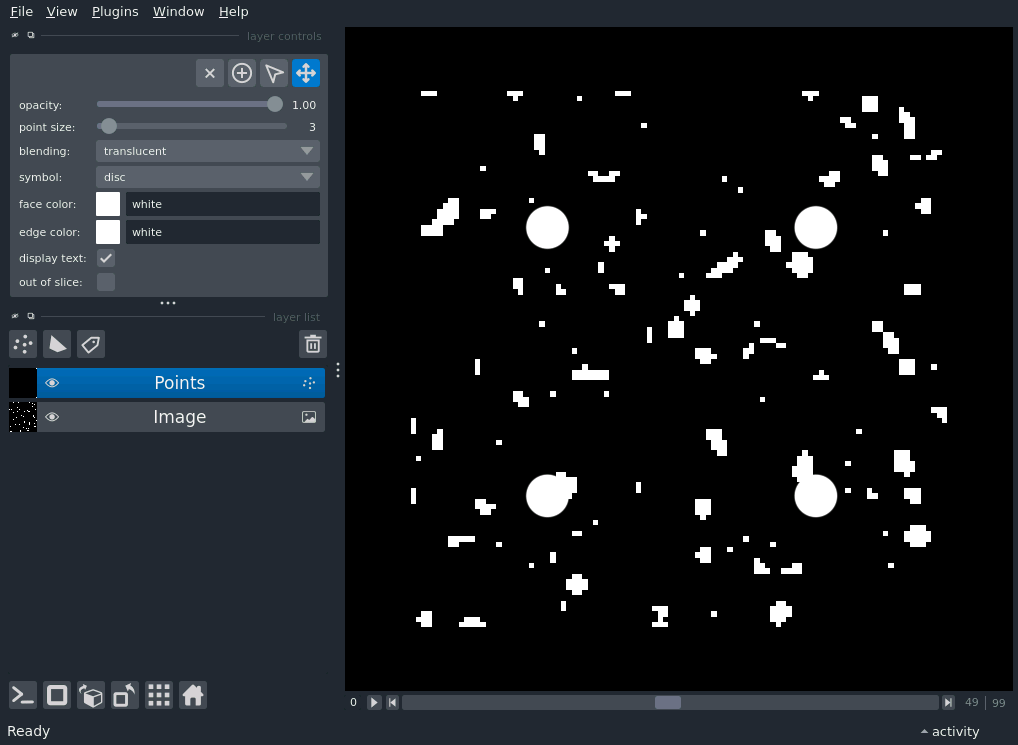 File View Plugins Window Help
layer controls
opacity: 1.00
point size: 3
blending: translucent
symbol: disc
face color: white
edge color: white
display text:
out of slice:
layer list
Points
Image
0 49 99
Ready activity